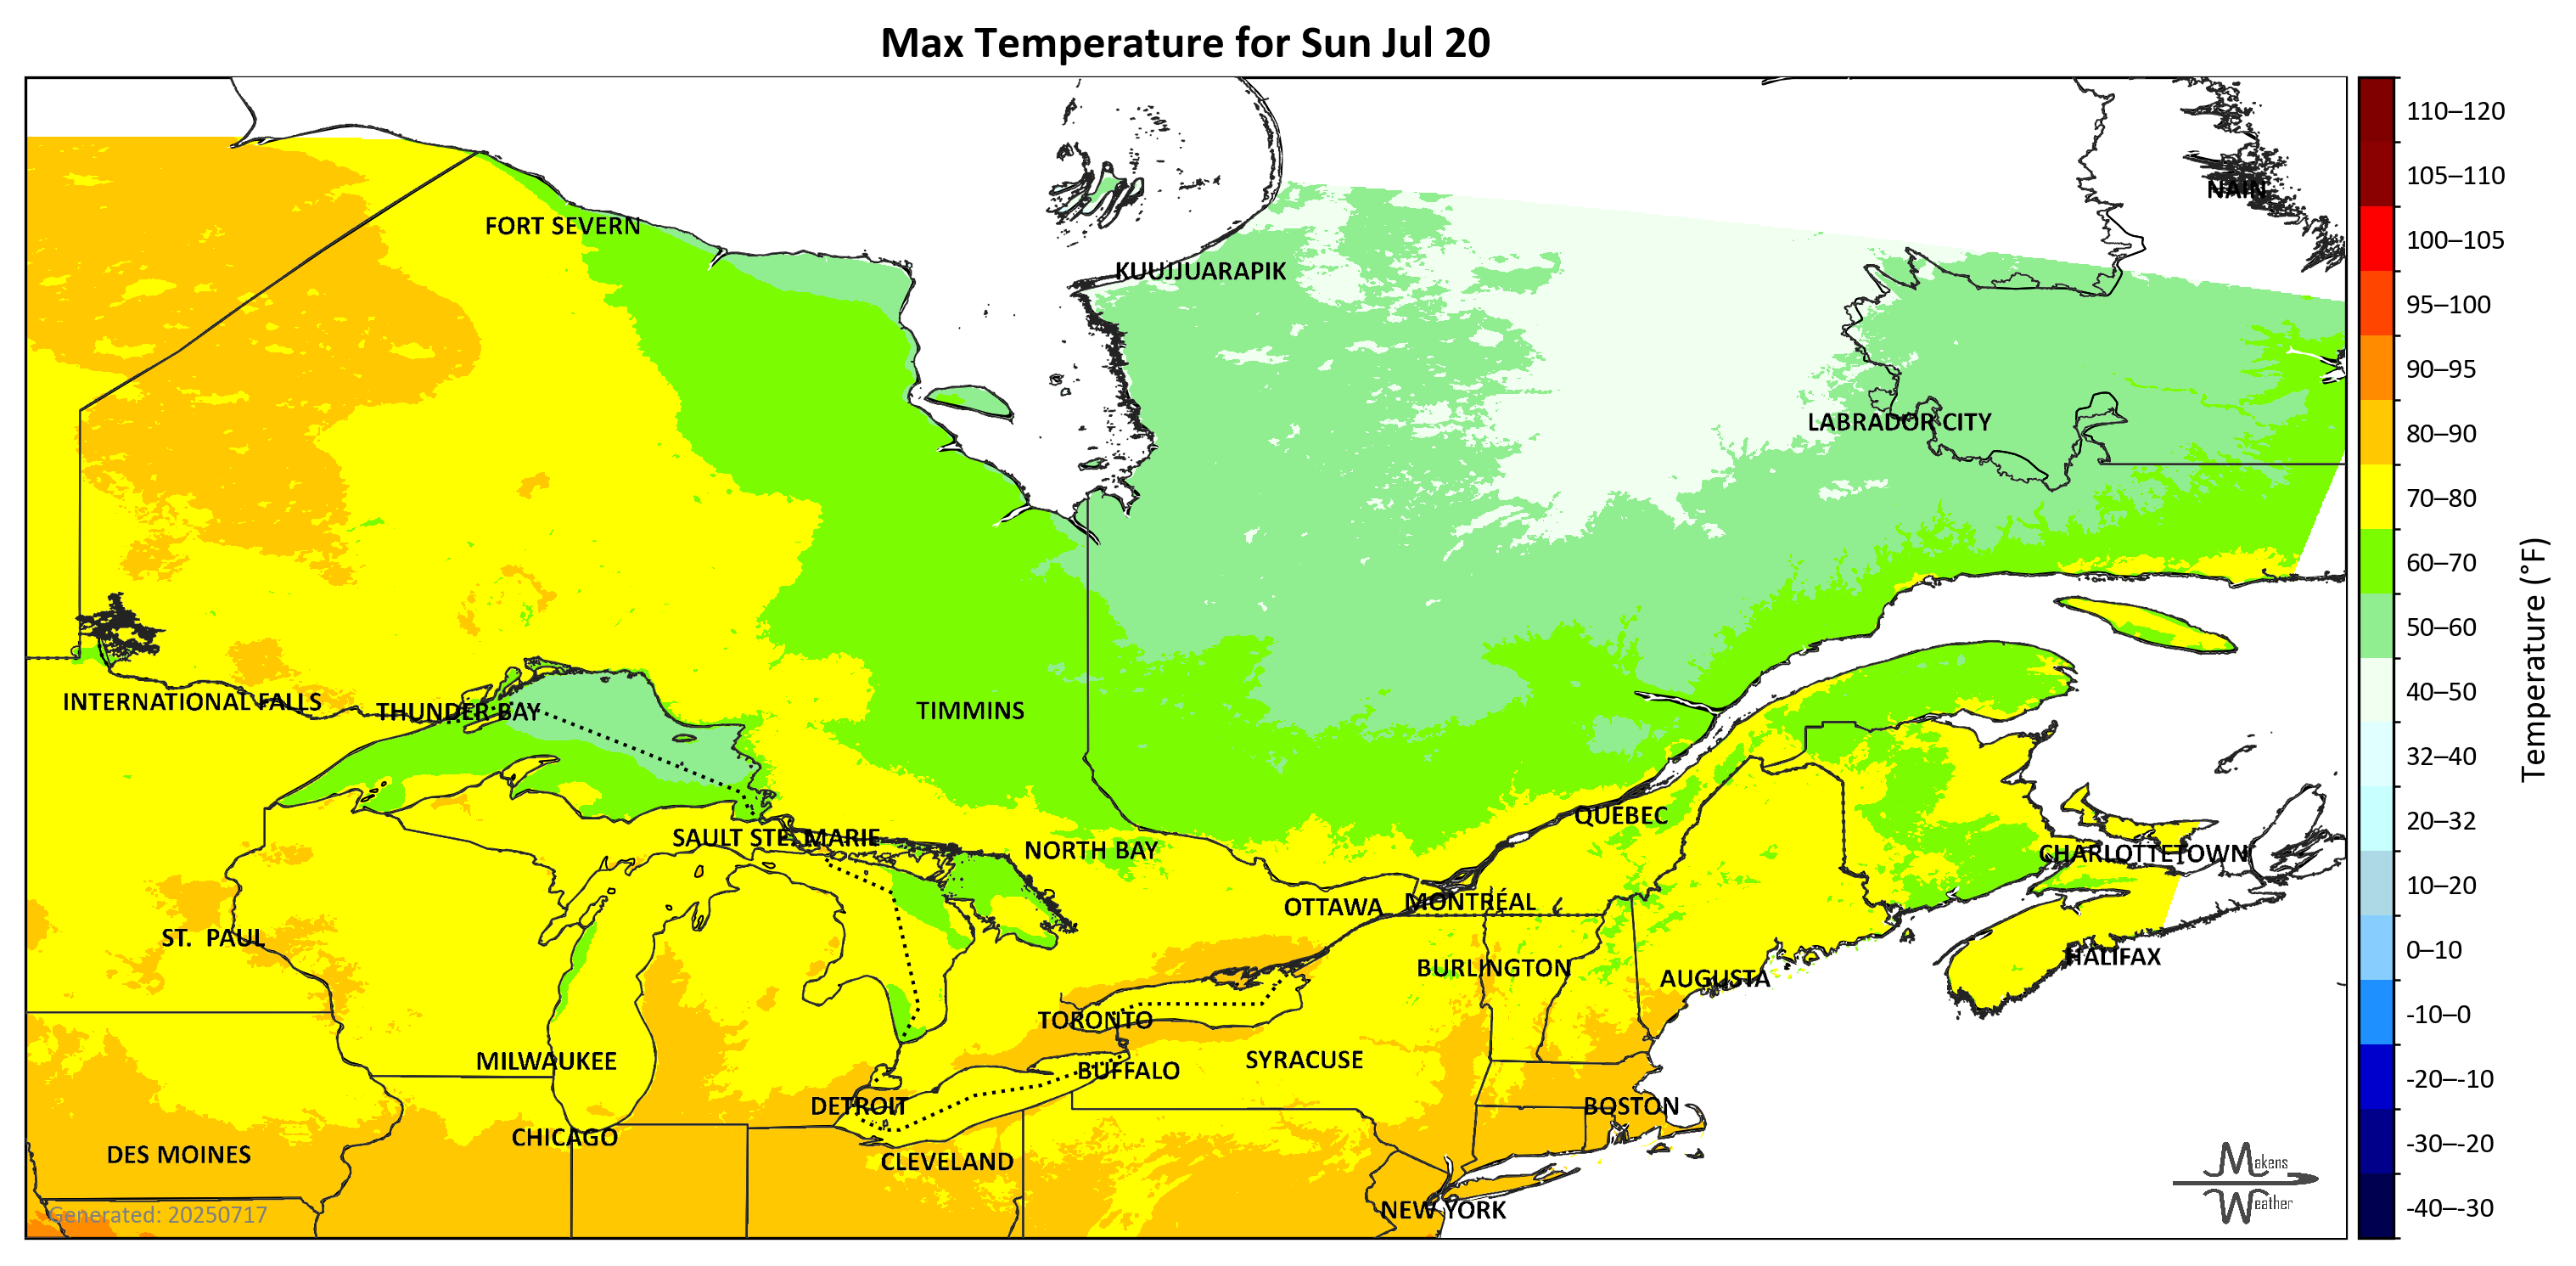 Max Temperature for Sun Jul 20
NAIN
FORT SEVERN
KUUJJUARAPIK
LABRADOR CITY
INTERNATIONAL FALLS
THUNDER BAY
TIMMINS
QUÉBEC
SAULT STE. MARIE
NORTH BAY
CHARLOTTETOWN
OTTAWA
MONTRÉAL
ST.  PAUL
HALIFAX
BURLINGTON
AUGUSTA
TORONTO
MILWAUKEE
SYRACUSE
BUFFALO
DETROIT
BOSTON
CHICAGO
DES MOINES
CLEVELAND
NEW YORK
Generated: 20250717
Makens
Weather
110–120
105–110
100–105
95–100
90–95
80–90
70–80
60–70
50–60
40–50
32–40
20–32
10–20
0–10
-10–0
-20–-10
-30–-20
-40–-30
Temperature (°F)